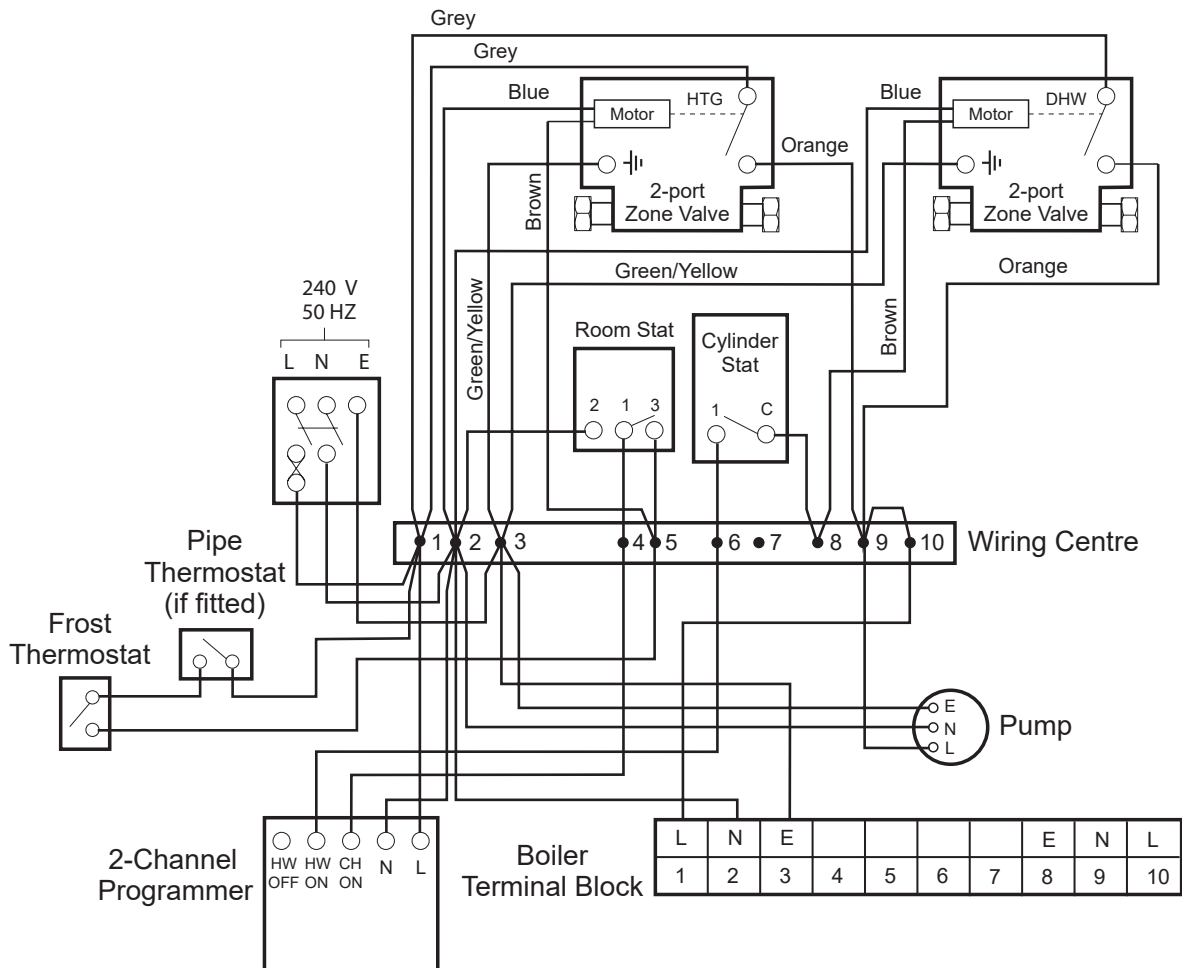 Grey
Grey
Blue
HTG
Motor
Orange
2-port
Zone Valve
Brown
Blue
DHW
Motor
2-port
Zone Valve
Green/Yellow
Orange
Green/Yellow
Brown
240 V
50 HZ
L N E
Room Stat
2 1 3
Cylinder
Stat
1 C
1 2 3 4 5 6 7 8 9 10
Wiring Centre
Pipe
Thermostat
(if fitted)
Frost
Thermostat
E
N
L
Pump
2-Channel
Programmer
HW
OFF
HW
ON
CH
ON
N
L
Boiler
Terminal Block
L N E E N L
1 2 3 4 5 6 7 8 9 10